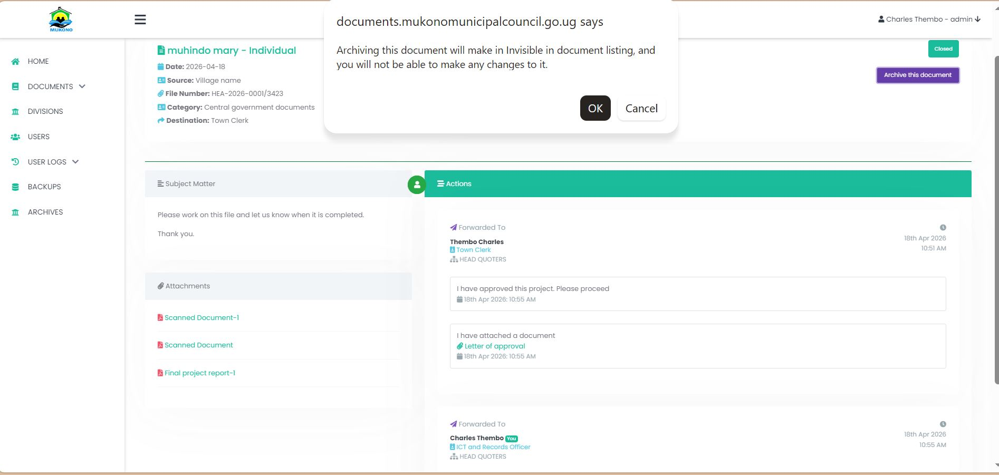 MUKONO
Charles Thembo - admin
documents.mukonomunicipalcouncil.go.ug says
Archiving this document will make in Invisible in document listing, and
you will not be able to make any changes to it.
OK
Cancel
HOME
DOCUMENTS
DIVISIONS
USERS
USER LOGS
BACKUPS
ARCHIVES
muhindo mary - Individual
Date: 2026-04-18
Source: Village name
File Number: HEA-2026-0001/3423
Category: Central government documents
Destination: Town Clerk
Closed
Archive this document
Subject Matter
Please work on this file and let us know when it is completed.
Thank you.
Attachments
Scanned Document-1
Scanned Document
Final project report-1
Actions
Forwarded To
Thembo Charles
Town Clerk
HEAD QUOTERS
18th Apr 2026
10:51 AM
I have approved this project. Please proceed
18th Apr 2026: 10:55 AM
I have attached a document
Letter of approval
18th Apr 2026: 10:55 AM
Forwarded To
Charles Thembo You
ICT and Records Officer
HEAD QUOTERS
18th Apr 2026
10:55 AM